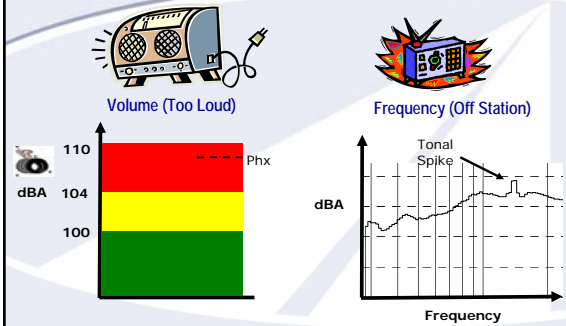 Volume (Too Loud)
Frequency (Off Station)
110
Phx
dBA
104
100
Tonal
Spike
dBA
Frequency